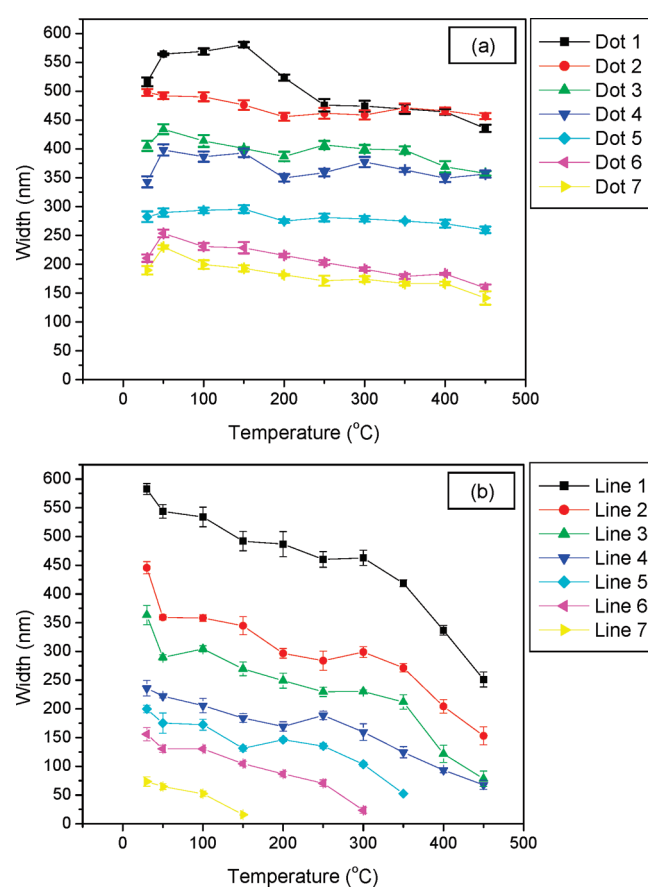 (a)
Dot 1
Dot 2
Dot 3
Dot 4
Dot 5
Dot 6
Dot 7
Width (nm)
600
550
500
450
400
350
300
250
200
150
100
50
0
0 100 200 300 400 500
Temperature (°C)
(b)
Line 1
Line 2
Line 3
Line 4
Line 5
Line 6
Line 7
Width (nm)
600
550
500
450
400
350
300
250
200
150
100
50
0
0 100 200 300 400 500
Temperature (°C)